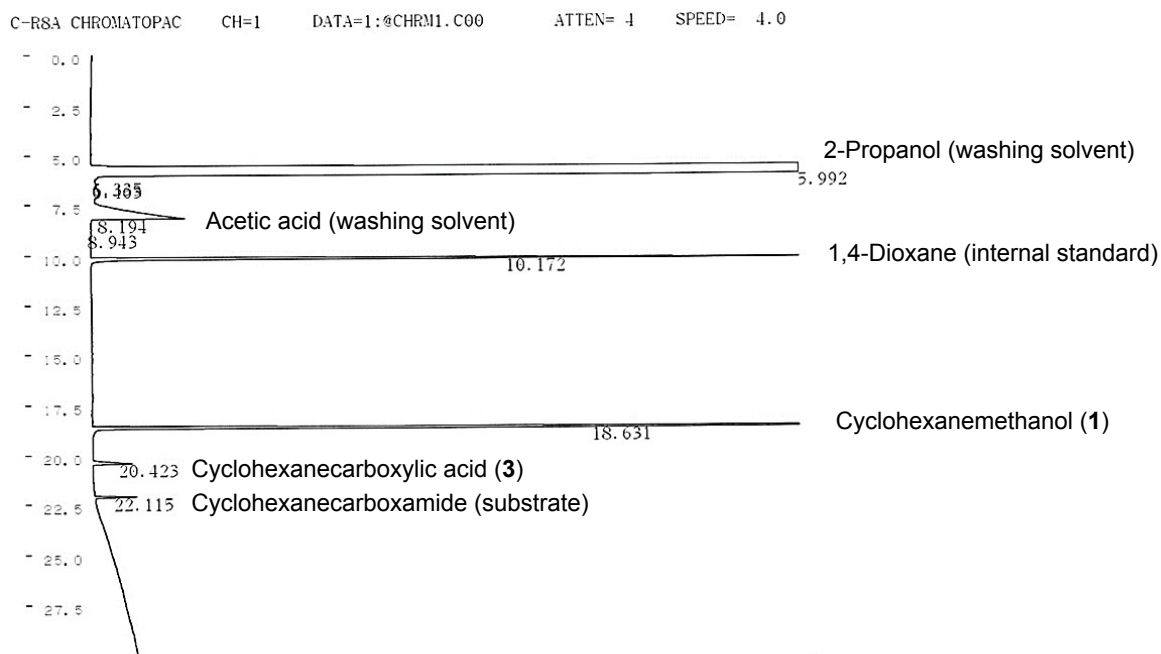 C-R8A CHROMATOPAC CH=1 DATA=1:@CHRM1.C00 ATTEN= 4 SPEED= 4.0
0.0
2.5
5.0
2-Propanol (washing solvent)
5.992
7.5
Acetic acid (washing solvent)
8.194
8.943
10.0
1,4-Dioxane (internal standard)
10.172
12.5
15.0
17.5
Cyclohexanemethanol (1)
18.631
20.0
20.423 Cyclohexanecarboxylic acid (3)
22.115 Cyclohexanecarboxamide (substrate)
22.5
25.0
27.5